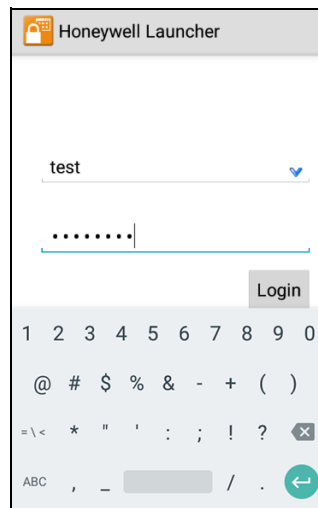 Honeywell Launcher
test
••••••••
Login
1 2 3 4 5 6 7 8 9 0
@ # $ % & - + ( )
= \ < * " ' : ; ! ?
ABC , _ / .